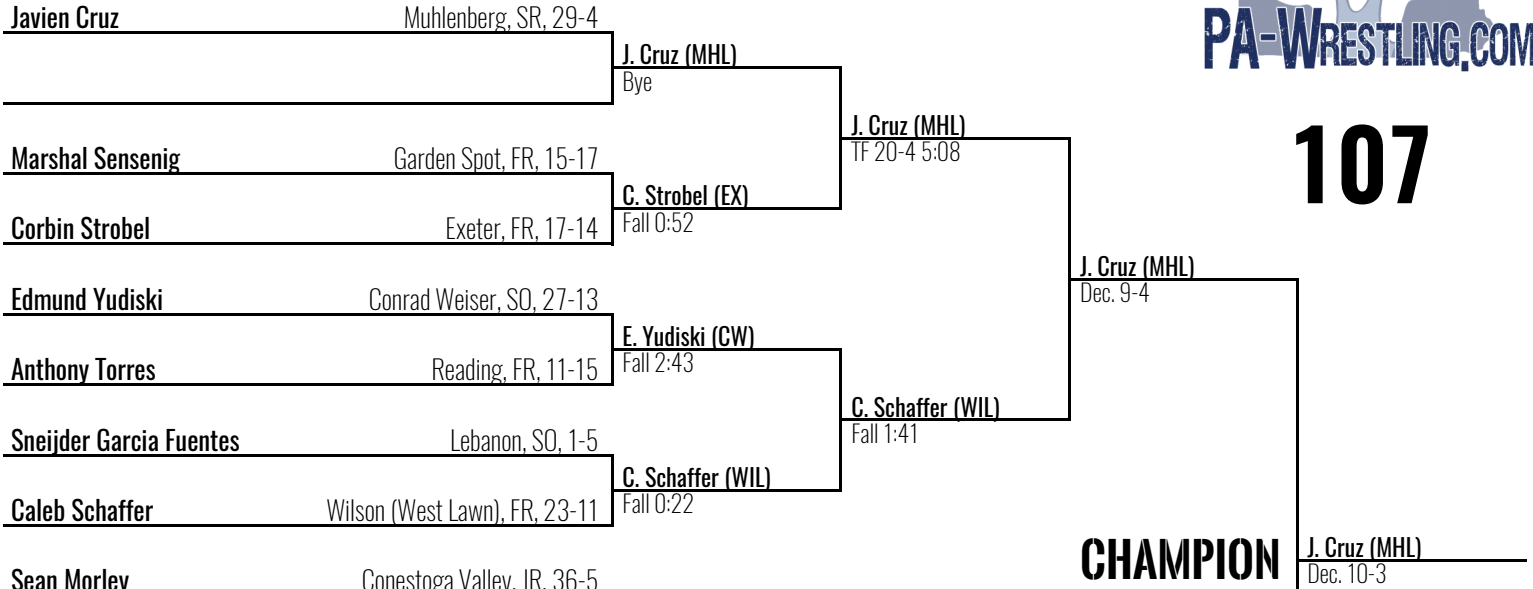 Javien Cruz Muhlenberg, SR, 29-4
J. Cruz (MHL)
Bye
PA-WRESTLING.COM
107
J. Cruz (MHL)
TF 20-4 5:08
Marshal Sensenig Garden Spot, FR, 15-17
C. Strobel (EX)
Fall 0:52
Corbin Strobel Exeter, FR, 17-14
J. Cruz (MHL)
Dec. 9-4
Edmund Yudiski Conrad Weiser, SO, 27-13
E. Yudiski (CW)
Fall 2:43
Anthony Torres Reading, FR, 11-15
C. Schaffer (WIL)
Fall 1:41
Sneijder Garcia Fuentes Lebanon, SO, 1-5
C. Schaffer (WIL)
Fall 0:22
Caleb Schaffer Wilson (West Lawn), FR, 23-11
CHAMPION
J. Cruz (MHL)
Dec. 10-3
Sean Morley Conestoga Valley, JR, 36-5